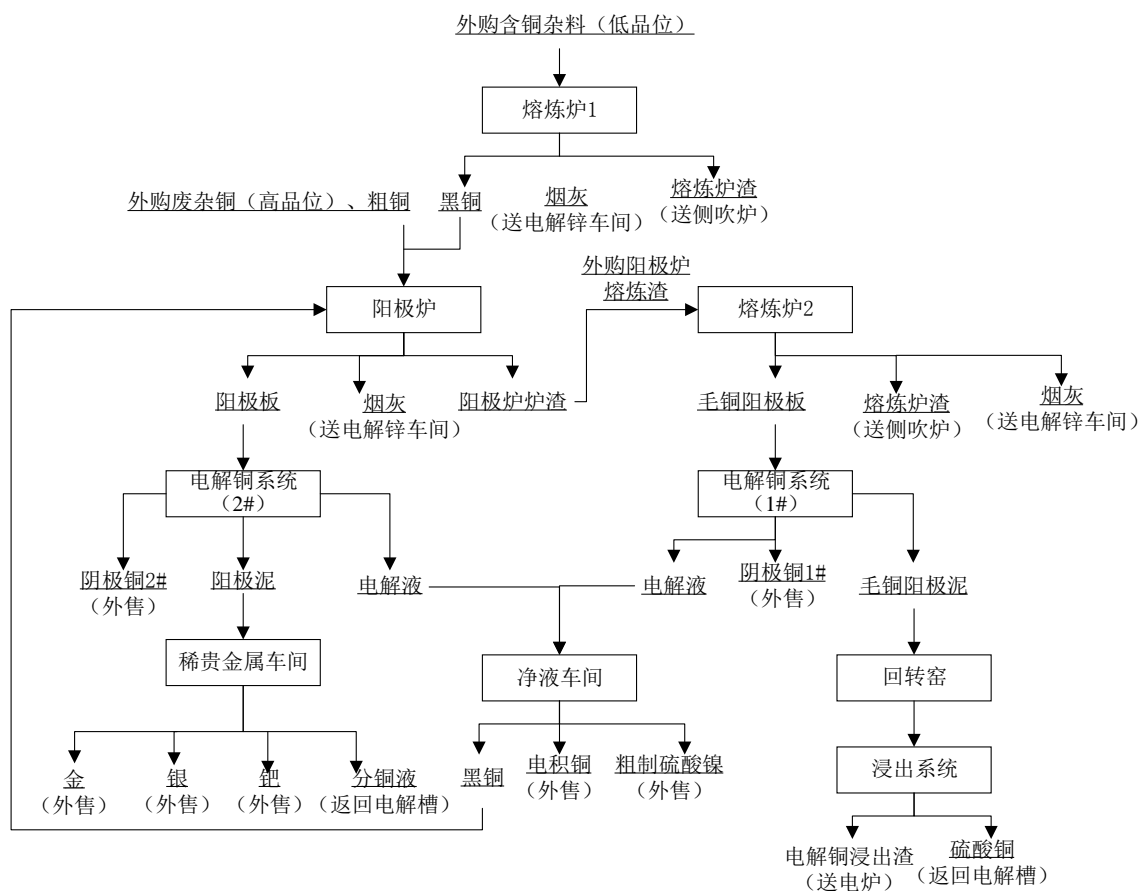 外购含铜杂料（低品位）
熔炼炉1
外购废杂铜（高品位）、粗铜
黑铜
烟灰
（送电解锌车间）
熔炼炉渣
（送侧吹炉）
外购阳极炉
熔炼渣
阳极炉
熔炼炉2
阳极板
烟灰
（送电解锌车间）
阳极炉炉渣
毛铜阳极板
熔炼炉渣
（送侧吹炉）
烟灰
（送电解锌车间）
电解铜系统
（2#）
电解铜系统
（1#）
阴极铜2#
（外售）
阳极泥
电解液
电解液
阴极铜1#
（外售）
毛铜阳极泥
稀贵金属车间
净液车间
回转窑
金
（外售）
银
（外售）
钯
（外售）
分铜液
（返回电解槽）
黑铜
电积铜
（外售）
粗制硫酸镍
（外售）
浸出系统
电解铜浸出渣
（送电炉）
硫酸铜
（返回电解槽）